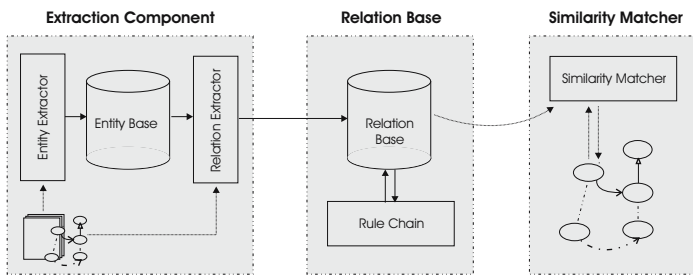 Extraction Component
Relation Base
Similarity Matcher
Entity Extractor
Entity Base
Relation Extractor
Relation
Base
Rule Chain
Similarity Matcher